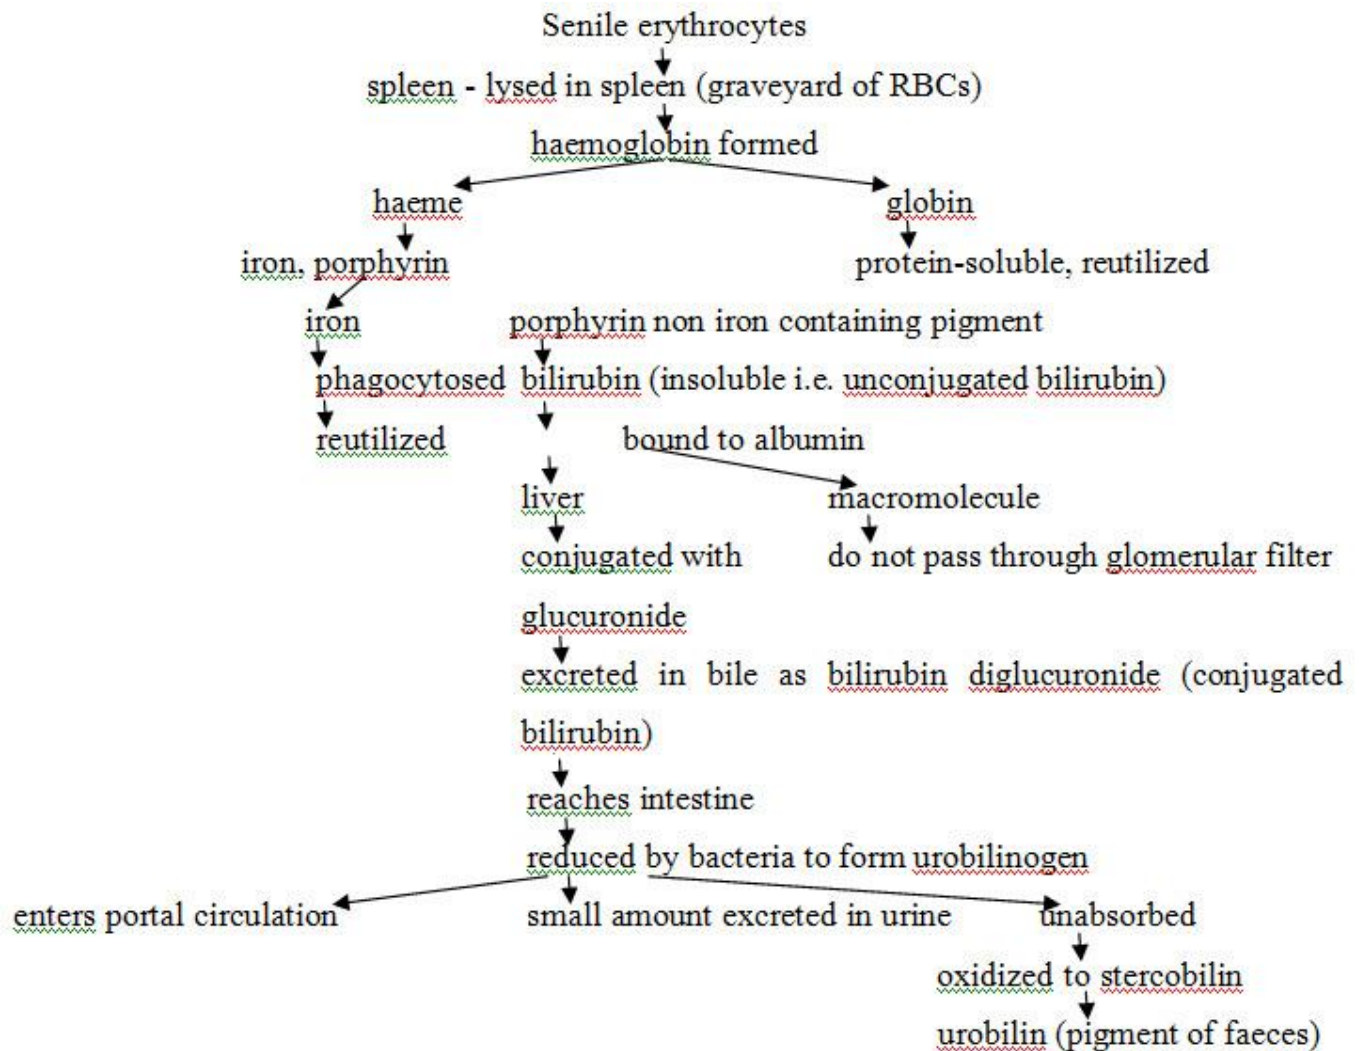 Senile erythrocytes
spleen - lysed in spleen (graveyard of RBCs)
haemoglobin formed
haeme globin
iron, porphyrin protein-soluble, reutilized
iron porphyrin non iron containing pigment
phagocytosed bilirubin (insoluble i.e. unconjugated bilirubin)
reutilized bound to albumin
liver macromolecule
conjugated with do not pass through glomerular filter
glucuronide
excreted in bile as bilirubin diglucuronide (conjugated
bilirubin)
reaches intestine
reduced by bacteria to form urobilinogen
enters portal circulation small amount excreted in urine unabsorbed
oxidized to stercobilin
urobilin (pigment of faeces)